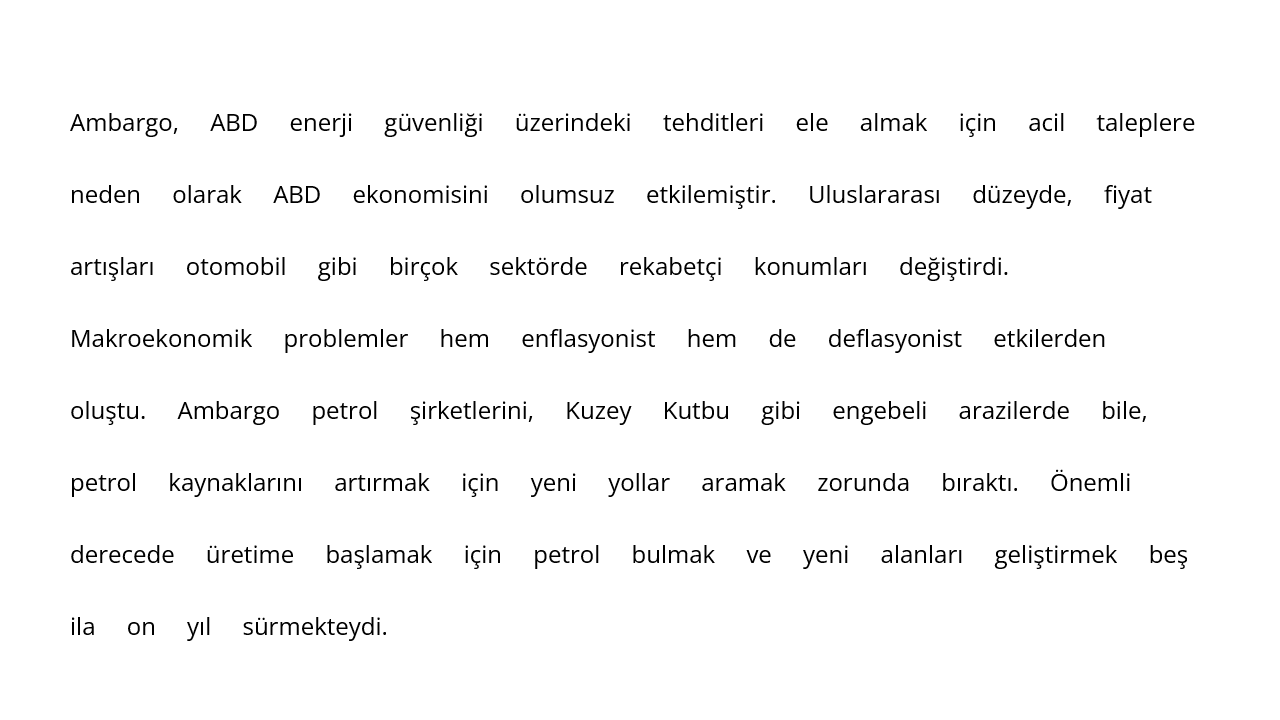 Ambargo, ABD enerji güvenliği üzerindeki tehditleri ele almak için acil taleplere
neden olarak ABD ekonomisini olumsuz etkilemiştir. Uluslararası düzeyde, fiyat
artışları otomobil gibi birçok sektörde rekabetçi konumları değiştirdi.
Makroekonomik problemler hem enflasyonist hem de deflasyonist etkilerden
oluştu. Ambargo petrol şirketlerini, Kuzey Kutbu gibi engebeli arazilerde bile,
petrol kaynaklarını artırmak için yeni yollar aramak zorunda bıraktı. Önemli
derecede üretime başlamak için petrol bulmak ve yeni alanları geliştirmek beş
ila on yıl sürmekteydi.